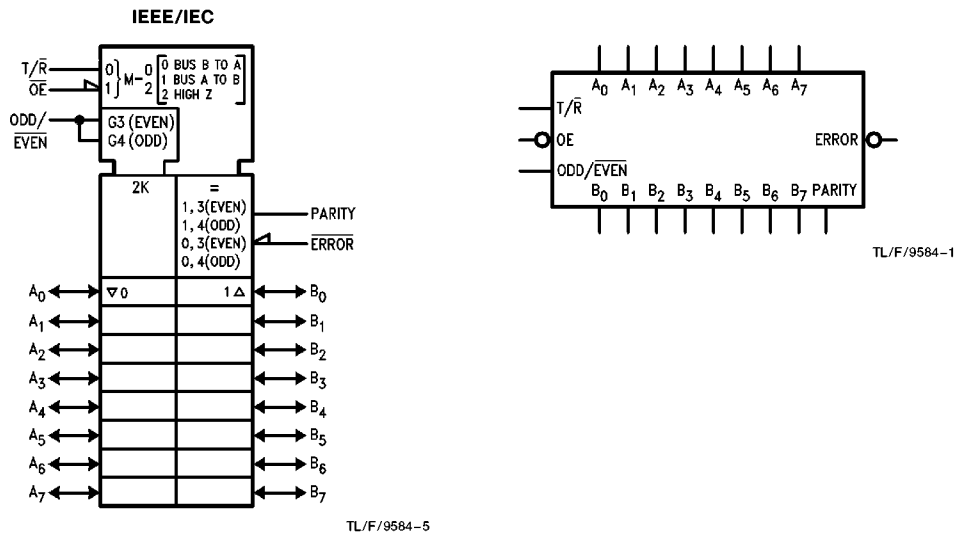 IEEE/IEC
T/R̅
O̅E̅
0
1
}M-0
2
0 BUS B TO A
1 BUS A TO B
2 HIGH Z
ODD/
E̅V̅E̅N̅
G3 (EVEN)
G4 (ODD)
2K
=
1, 3(EVEN)
1, 4(ODD)
0, 3(EVEN)
0, 4(ODD)
PARITY
E̅R̅R̅O̅R̅
A0 ▽ 0 1 △ B0
A1 B1
A2 B2
A3 B3
A4 B4
A5 B5
A6 B6
A7 B7
TL/F/9584–5
A0 A1 A2 A3 A4 A5 A6 A7
T/R̅
OE
ERROR
ODD/E̅V̅E̅N̅
B0 B1 B2 B3 B4 B5 B6 B7 PARITY
TL/F/9584–1